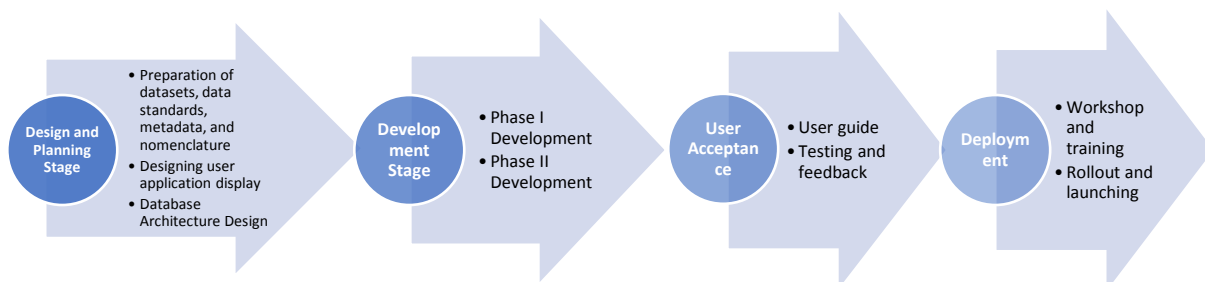 Design and
Planning
Stage
• Preparation of
datasets, data
standards,
metadata, and
nomenclature
• Designing user
application display
• Database
Architecture Design
Develop
ment
Stage
• Phase I
Development
• Phase II
Development
User
Acceptan
ce
• User guide
• Testing and
feedback
Deploym
ent
• Workshop
and
training
• Rollout and
launching